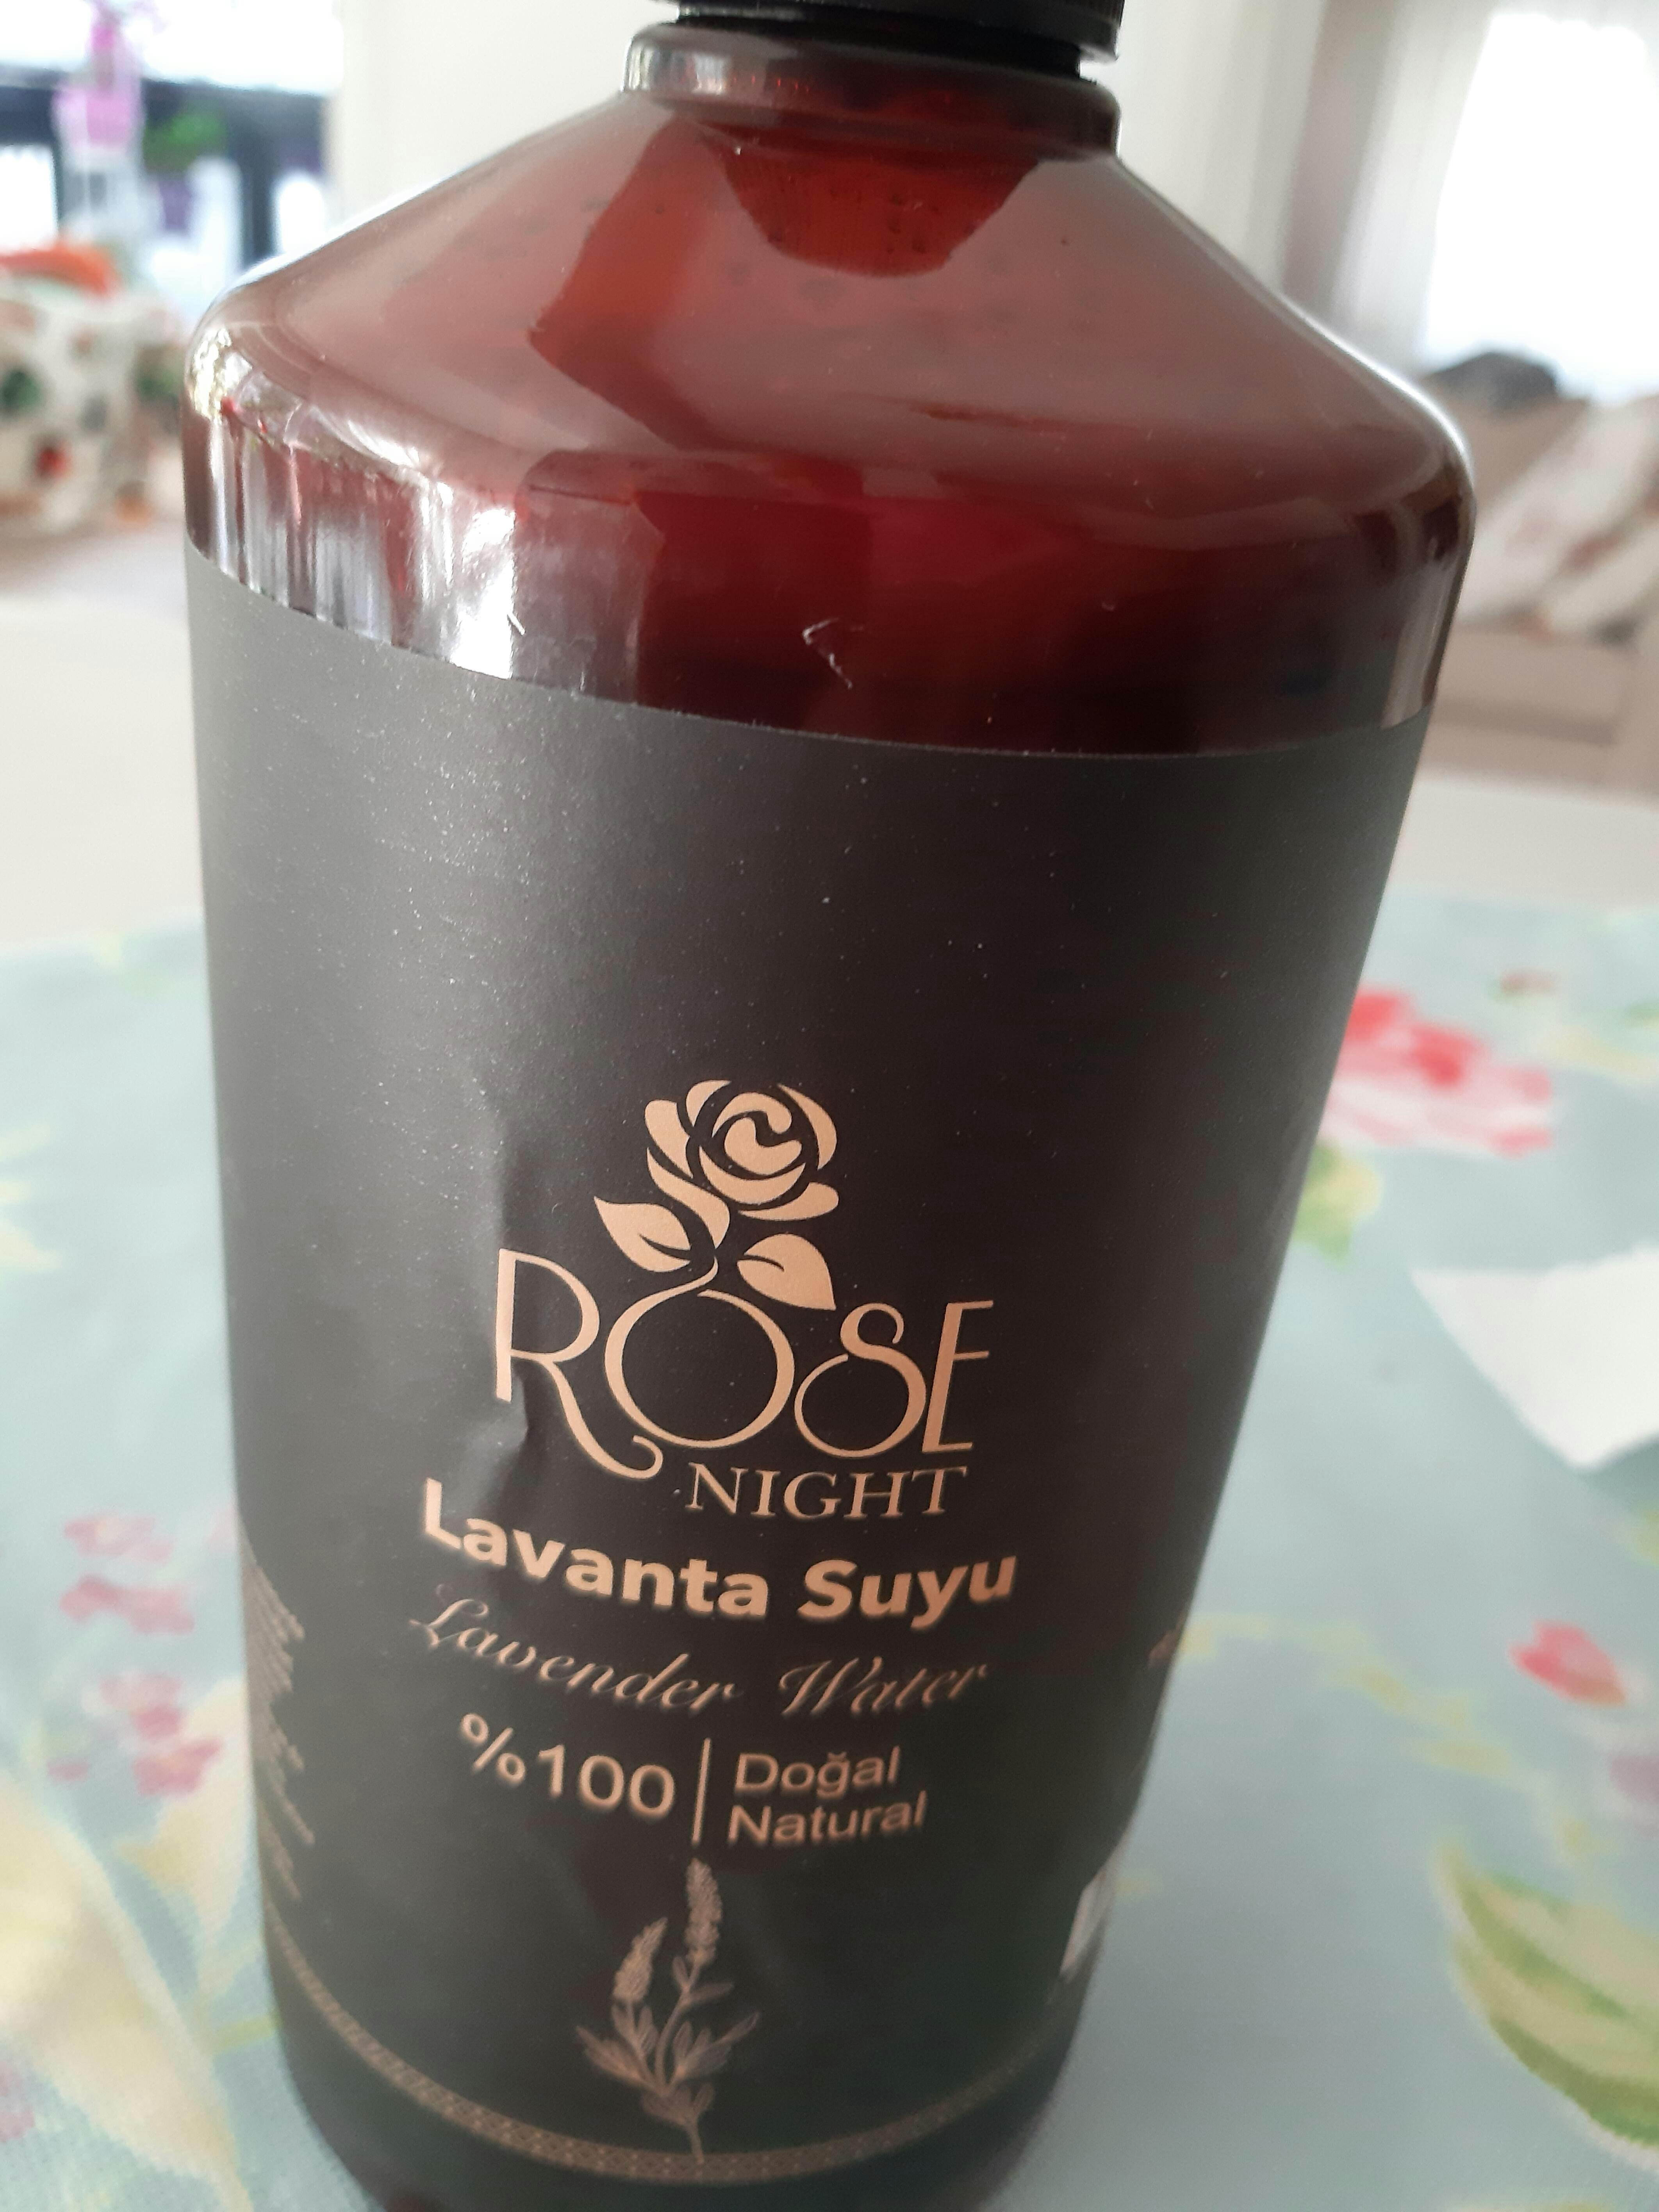 ROSE
NIGHT
Lavanta Suyu
Lavender Water
%100
Doğal
Natural